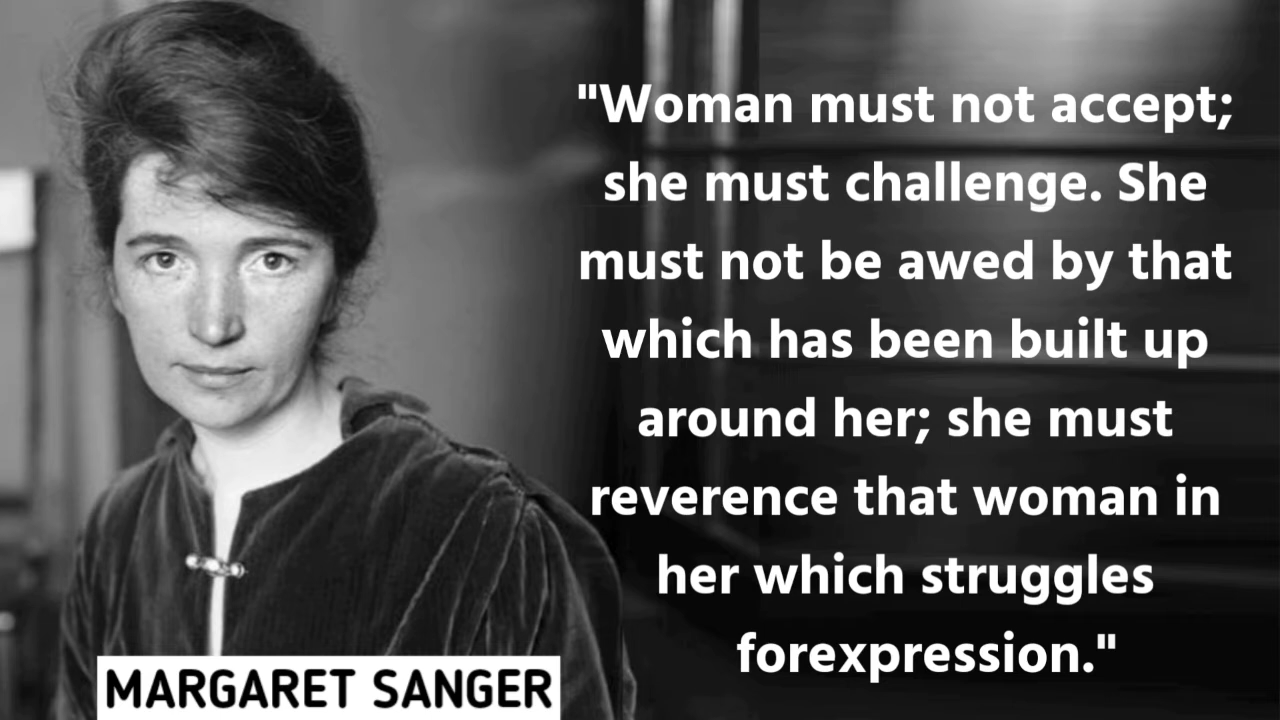 "Woman must not accept;
she must challenge. She
must not be awed by that
which has been built up
around her; she must
reverence that woman in
her which struggles
forexpression."
MARGARET SANGER